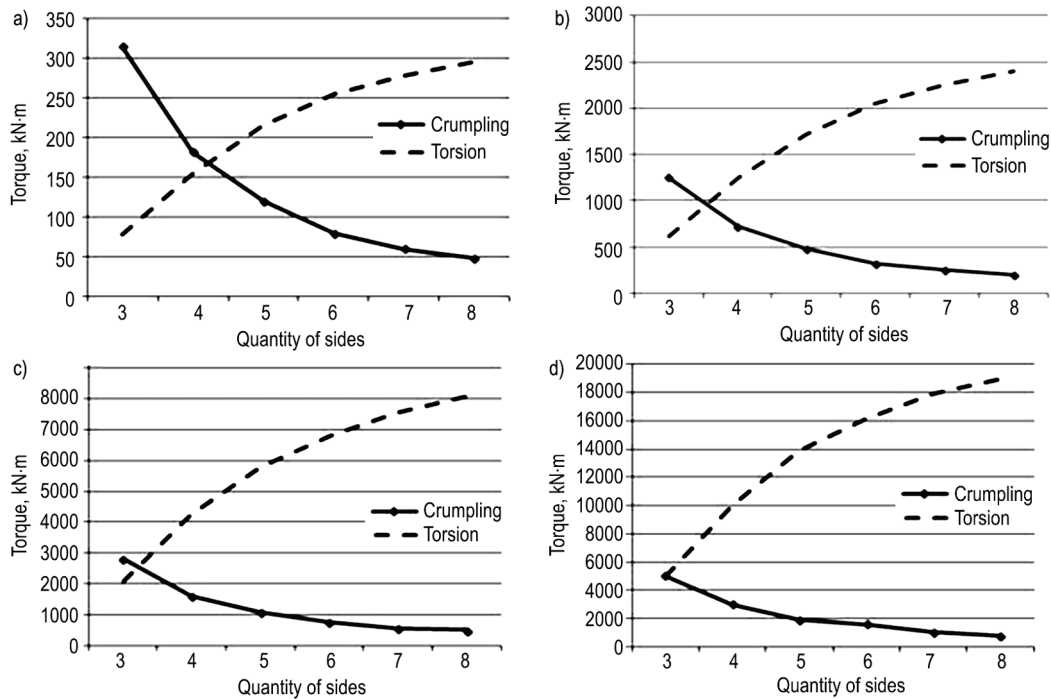 a)
350
300
250
200
150
100
50
0
Torque, kN·m
Crumpling
Torsion
3 4 5 6 7 8
Quantity of sides
b)
3000
2500
2000
1500
1000
500
0
Torque, kN·m
Crumpling
Torsion
3 4 5 6 7 8
Quantity of sides
c)
8000
7000
6000
5000
4000
3000
2000
1000
0
Torque, kN·m
Crumpling
Torsion
3 4 5 6 7 8
Quantity of sides
d)
20000
18000
16000
14000
12000
10000
8000
6000
4000
2000
0
Torque, kN·m
Crumpling
Torsion
3 4 5 6 7 8
Quantity of sides